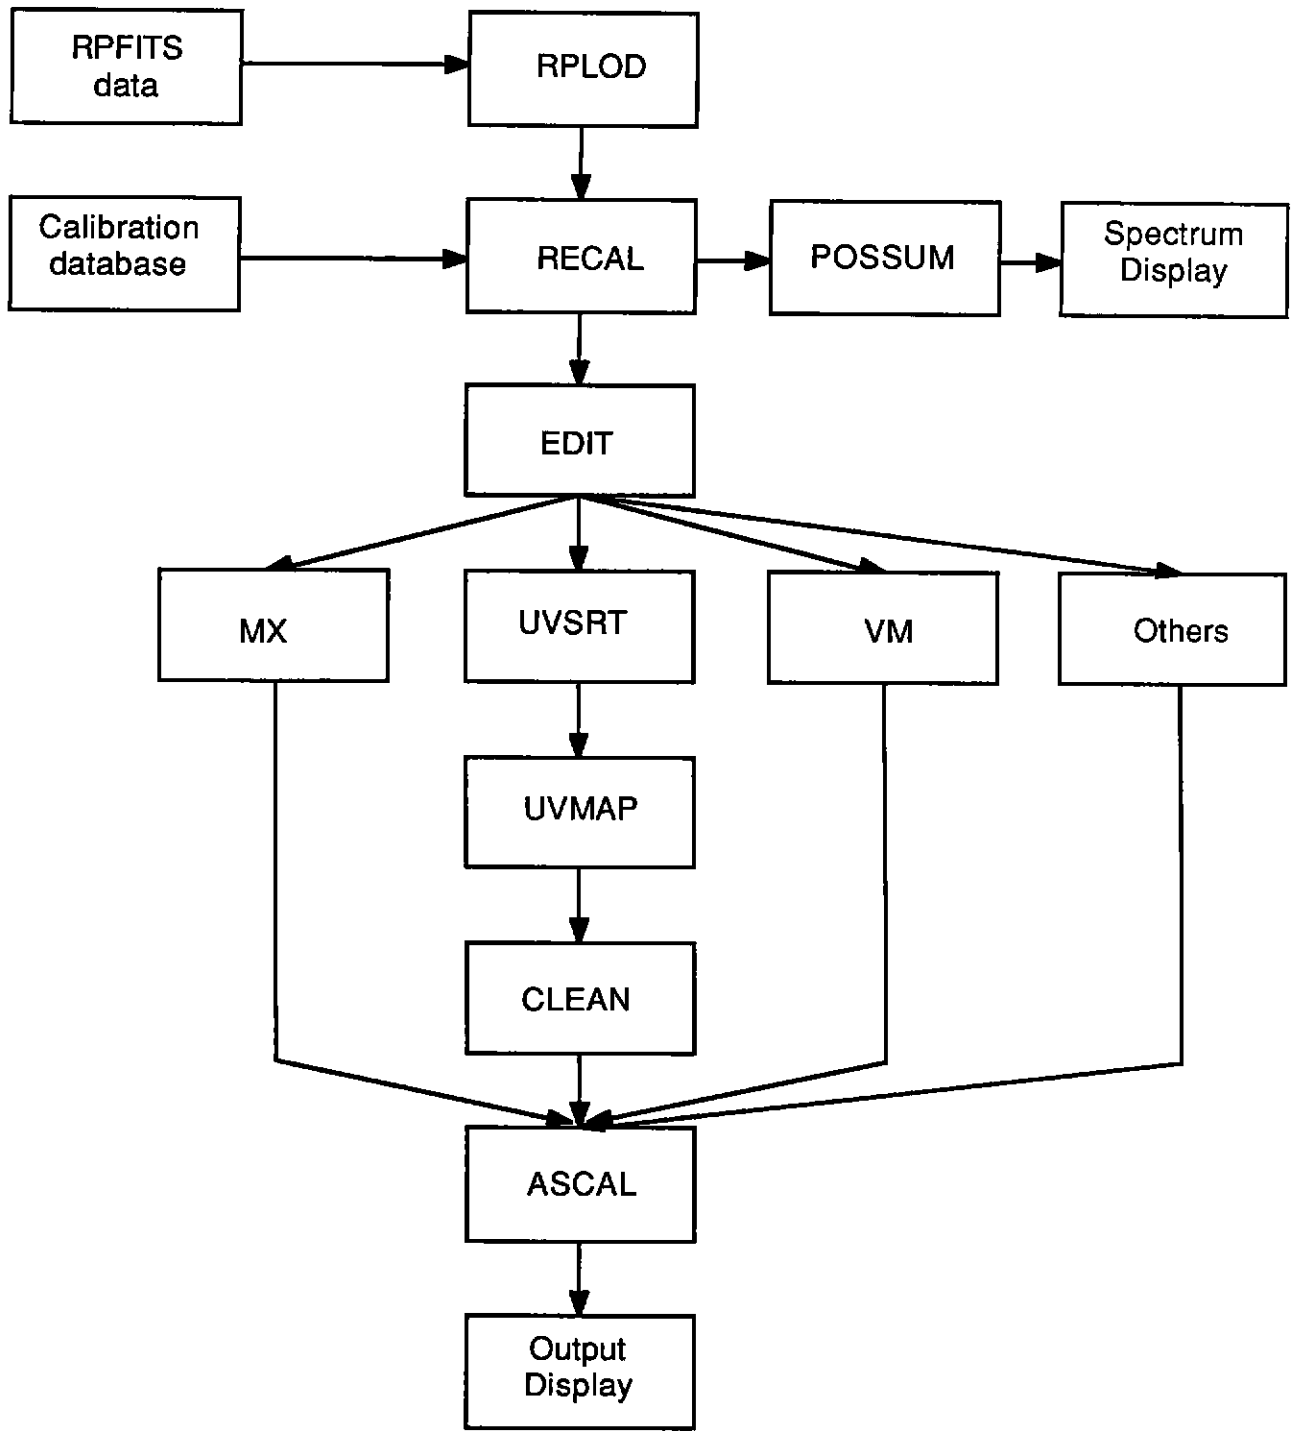 RPFITS
data
RPLOD
Calibration
database
RECAL
POSSUM
Spectrum
Display
EDIT
MX
UVSRT
VM
Others
UVMAP
CLEAN
ASCAL
Output
Display